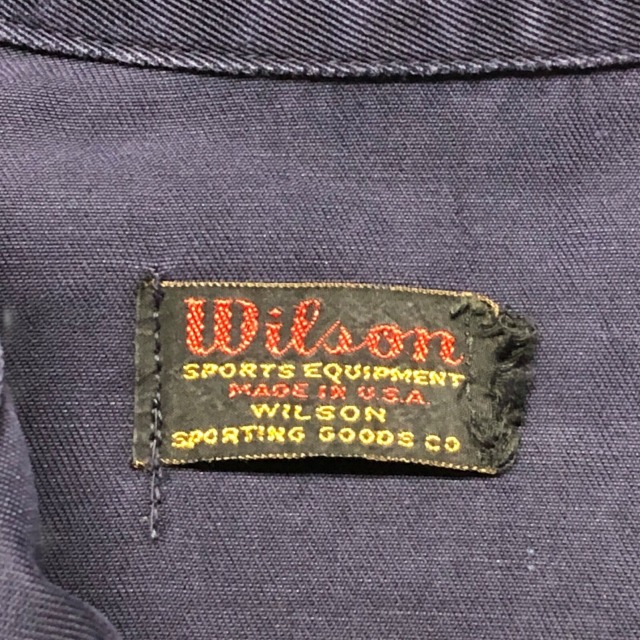 Wilson
SPORTS EQUIPMENT
MADE IN U.S.A.
WILSON
SPORTING GOODS CO